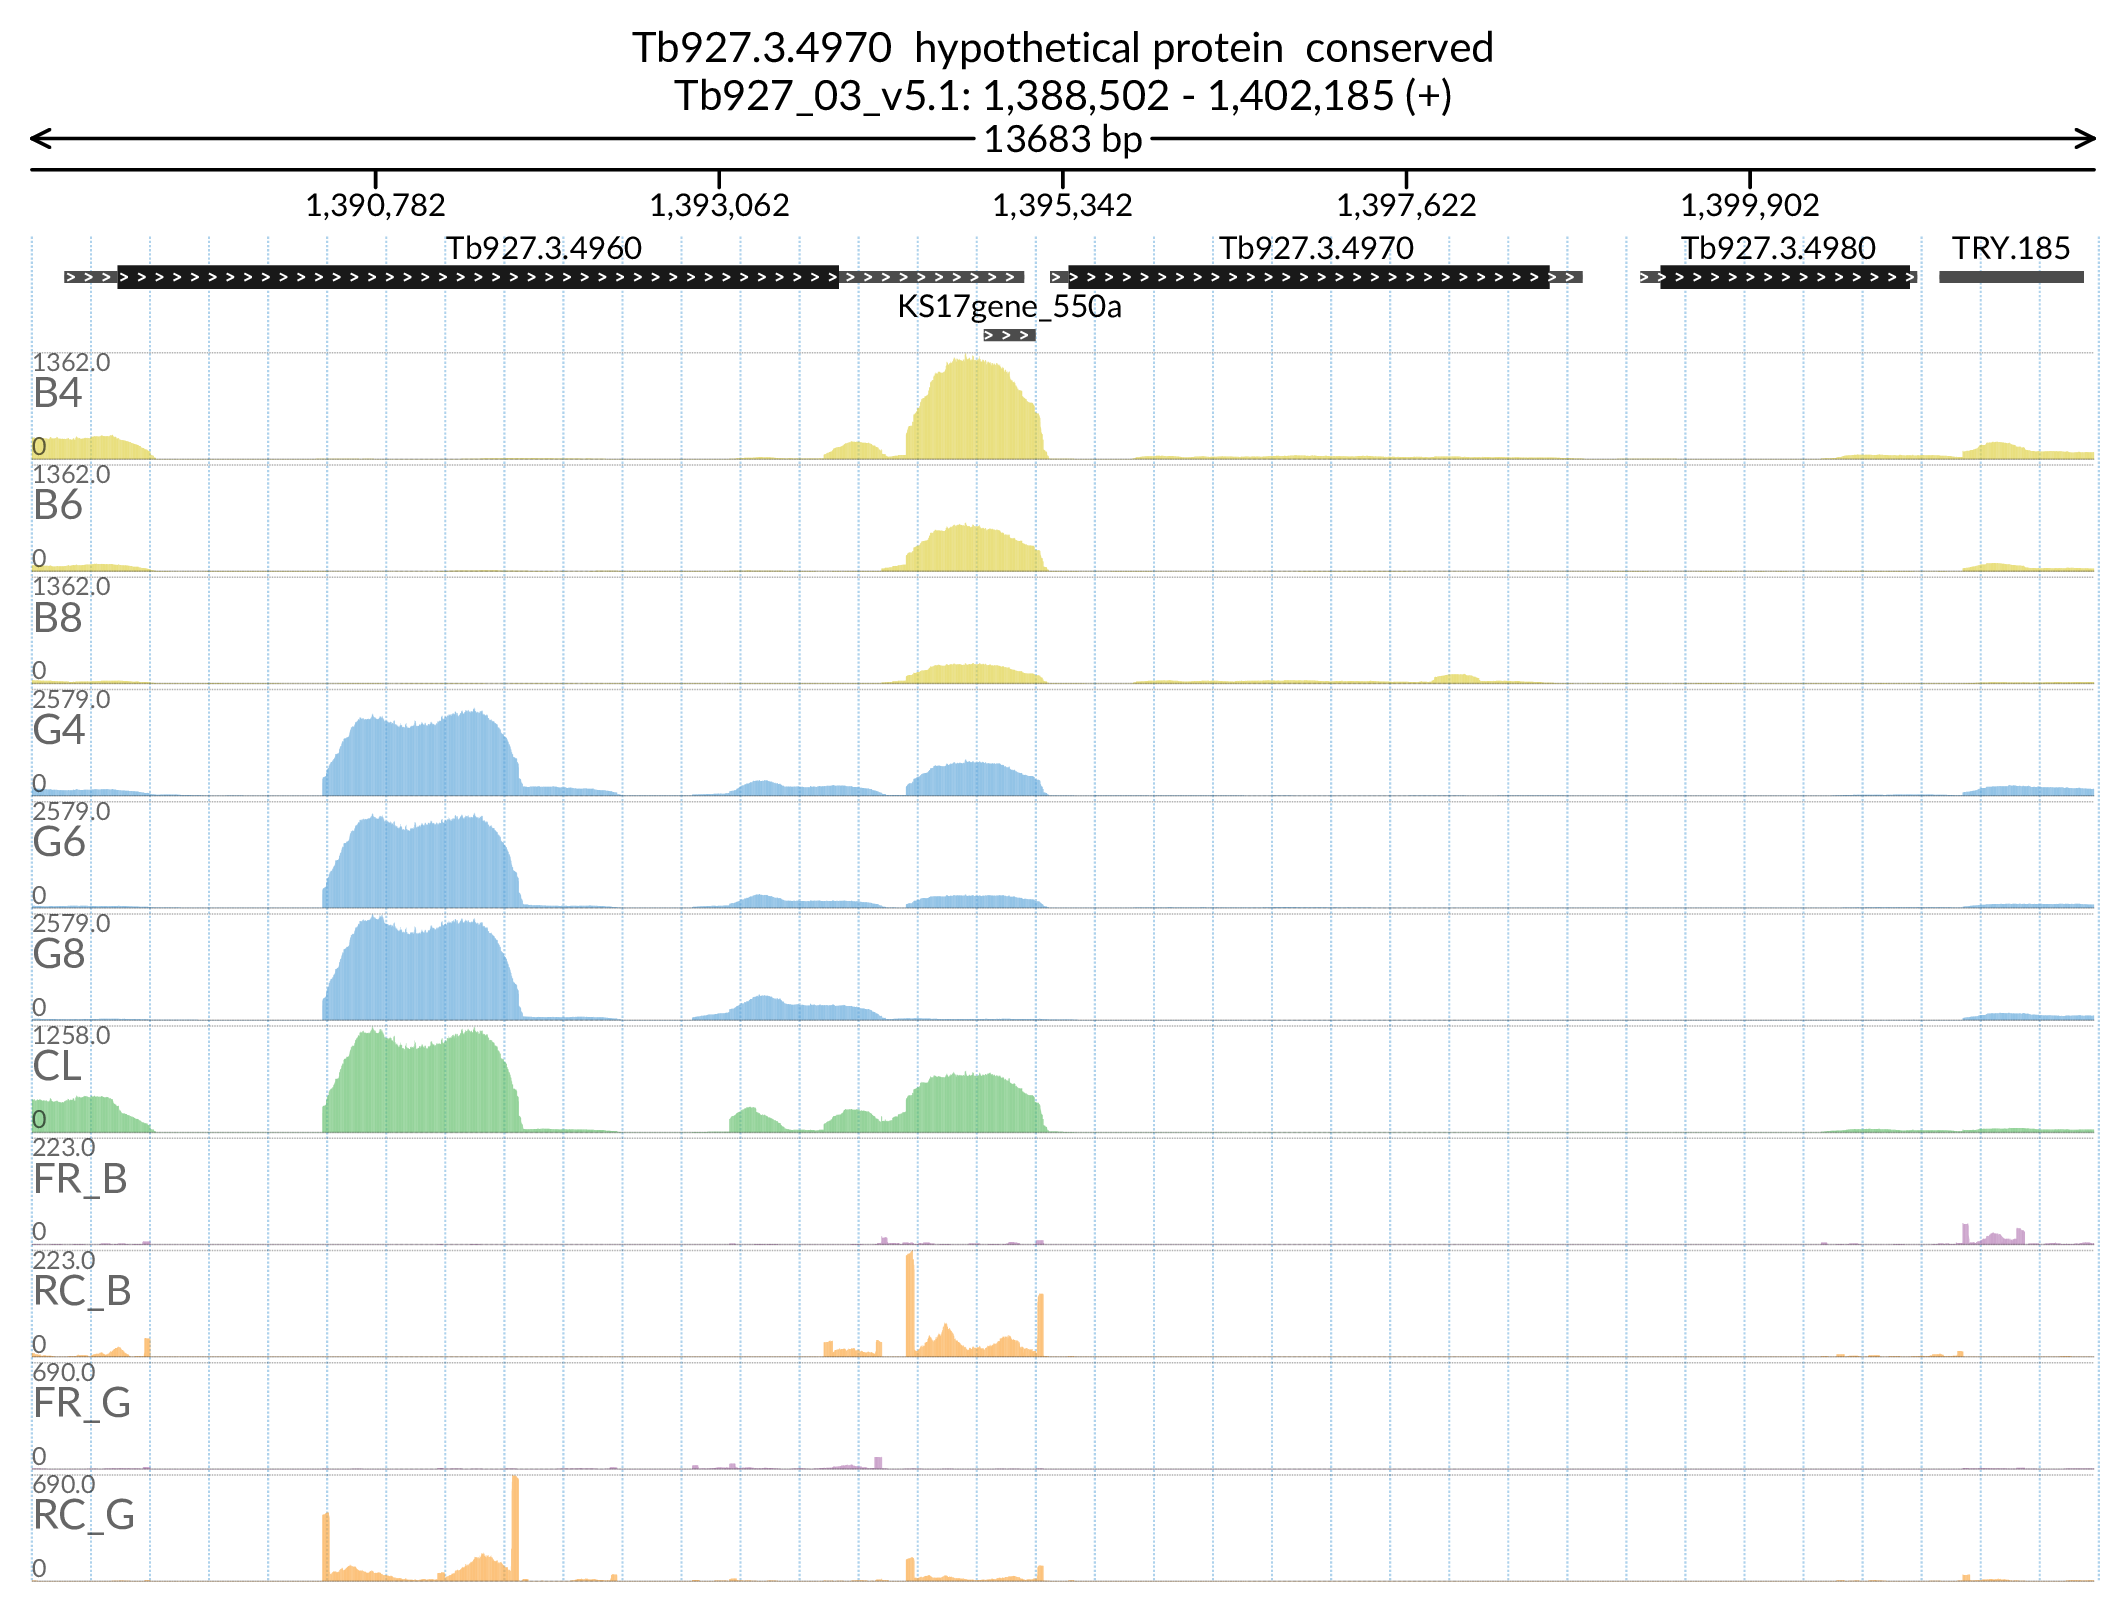 Tb927.3.4970 hypothetical protein conserved
Tb927_03_v5.1: 1,388,502 - 1,402,185 (+)
13683 bp
1,390,782 1,393,062 1,395,342 1,397,622 1,399,902
Tb927.3.4960 Tb927.3.4970 Tb927.3.4980 TRY.185
KS17gene_550a
1362.0
B4
0
1362.0
B6
0
1362.0
B8
0
2579.0
G4
0
2579.0
G6
0
2579.0
G8
0
1258.0
CL
0
223.0
FR_B
0
223.0
RC_B
0
690.0
FR_G
0
690.0
RC_G
0